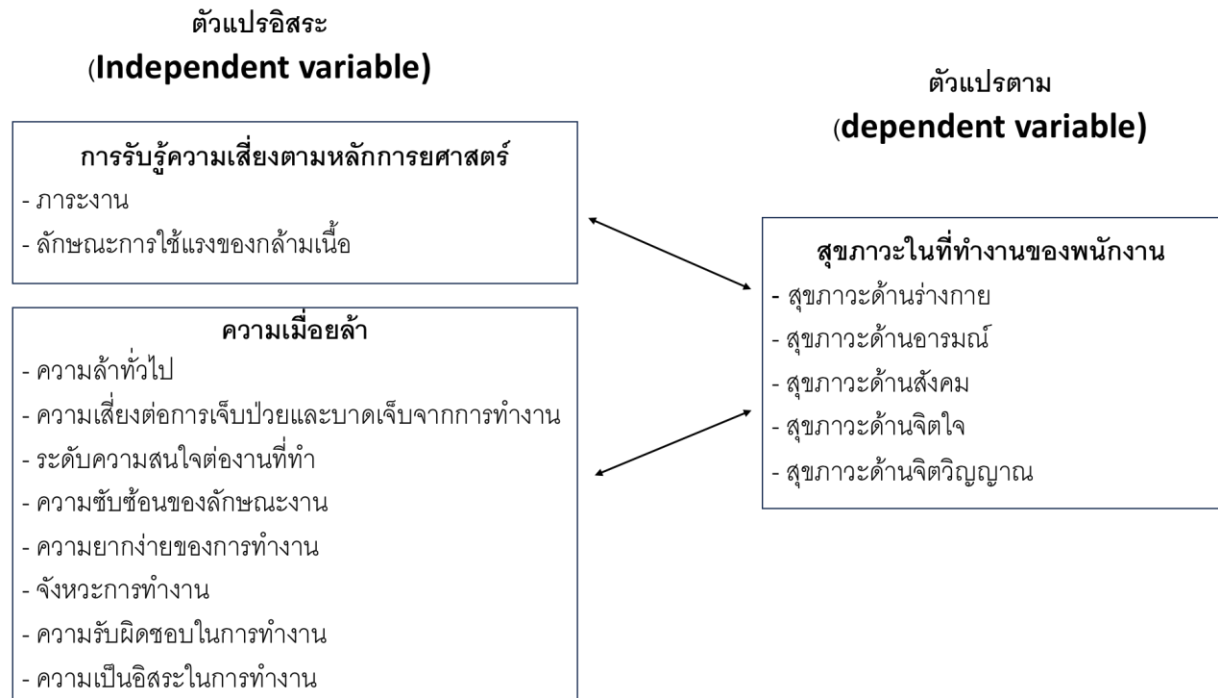 ตัวแปรอิสระ
(Independent variable)
ตัวแปรตาม
(dependent variable)
การรับรู้ความเสี่ยงตามหลักการยศาสตร์
- ภาระงาน
- ลักษณะการใช้แรงของกล้ามเนื้อ
ความเมื่อยล้า
- ความล้าทั่วไป
- ความเสี่ยงต่อการเจ็บป่วยและบาดเจ็บจากการทำงาน
- ระดับความสนใจต่องานที่ทำ
- ความซับซ้อนของลักษณะงาน
- ความยากง่ายของการทำงาน
- จังหวะการทำงาน
- ความรับผิดชอบในการทำงาน
- ความเป็นอิสระในการทำงาน
สุขภาวะในที่ทำงานของพนักงาน
- สุขภาวะด้านร่างกาย
- สุขภาวะด้านอารมณ์
- สุขภาวะด้านสังคม
- สุขภาวะด้านจิตใจ
- สุขภาวะด้านจิตวิญญาณ